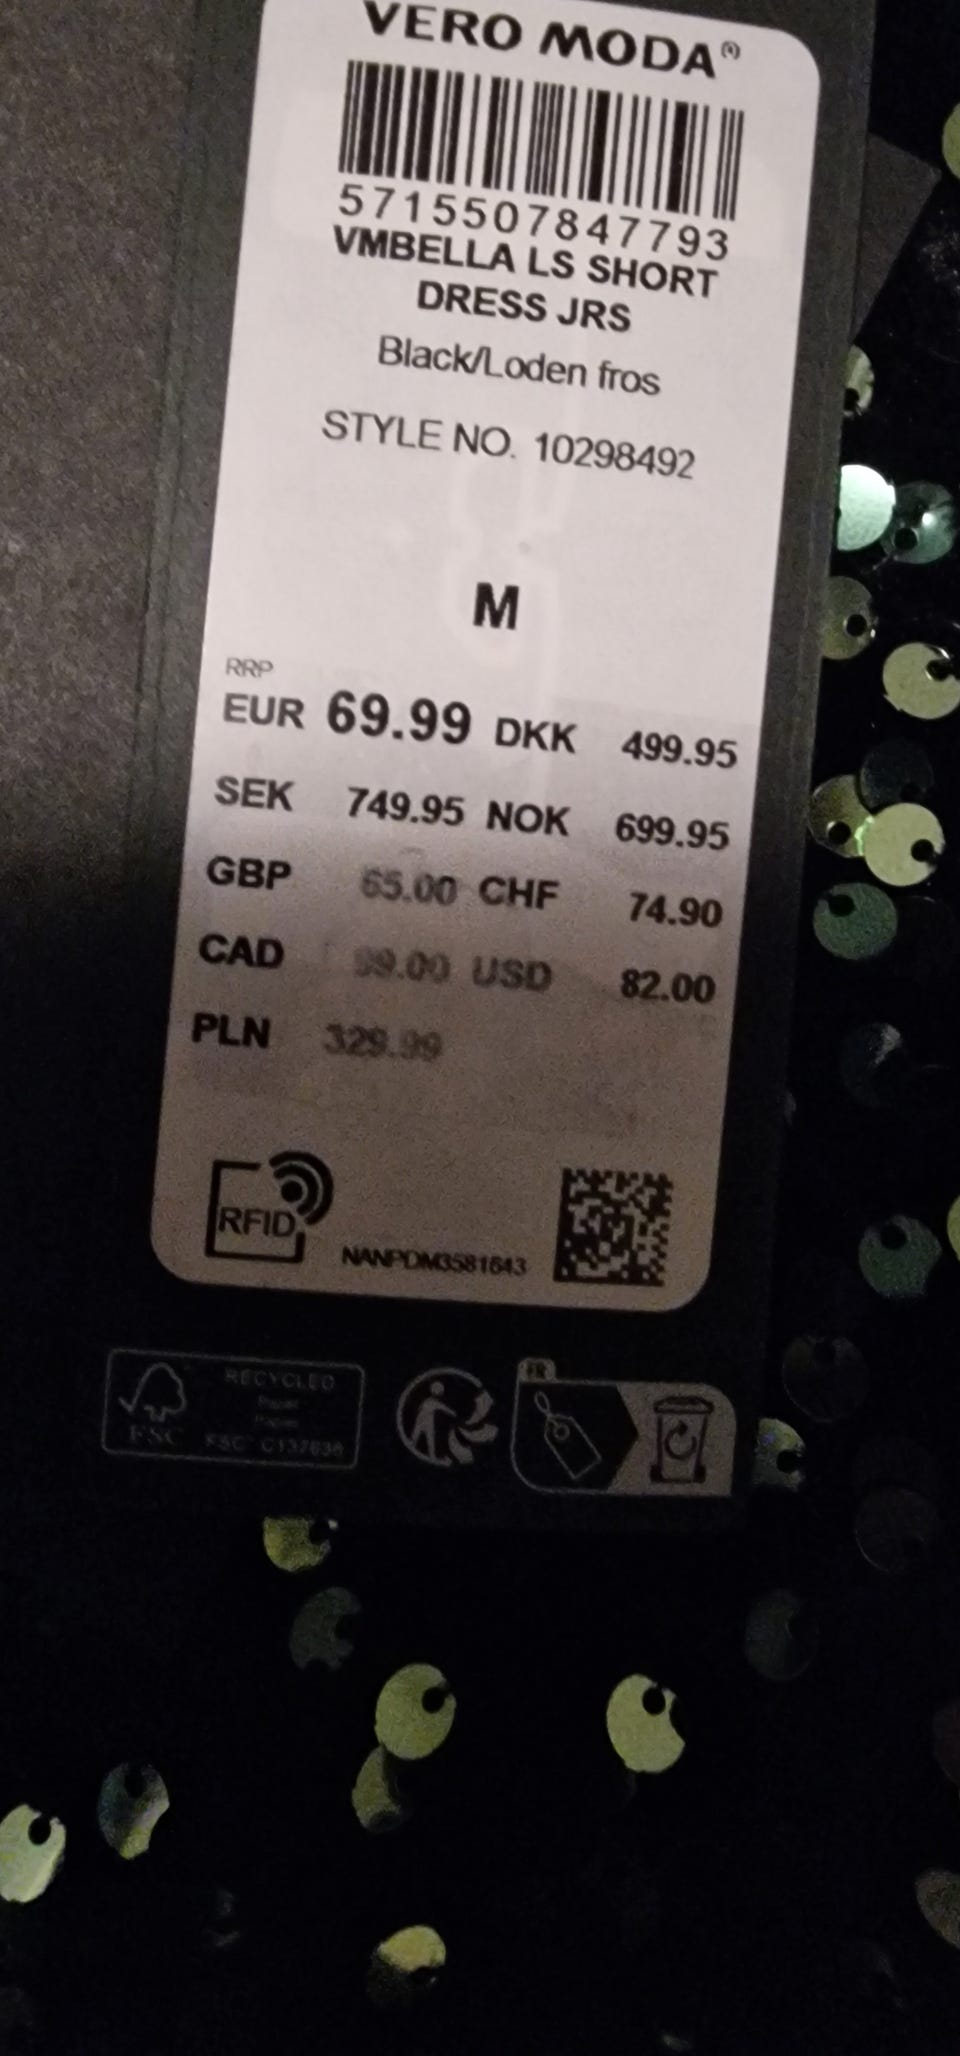 VERO MODA®
5715507847793
VMBELLA LS SHORT
DRESS JRS
Black/Loden fros
STYLE NO. 10298492
M
RRP
EUR 69.99 DKK 499.95
SEK 749.95 NOK 699.95
GBP 65.00 CHF 74.90
CAD 99.00 USD 82.00
PLN 329.99
RFID
NANPDM3581643
FR
RECYCLED
FSC